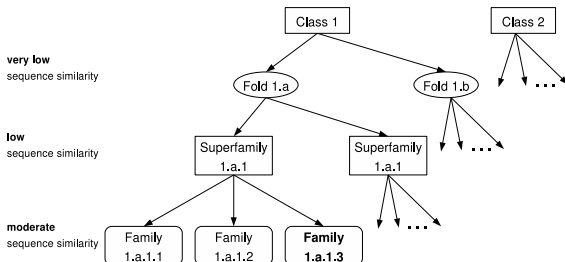 Class 1
Class 2
very low
sequence similarity
Fold 1.a
Fold 1.b
low
sequence similarity
Superfamily
1.a.1
Superfamily
1.a.1
moderate
sequence similarity
Family
1.a.1.1
Family
1.a.1.2
Family
1.a.1.3